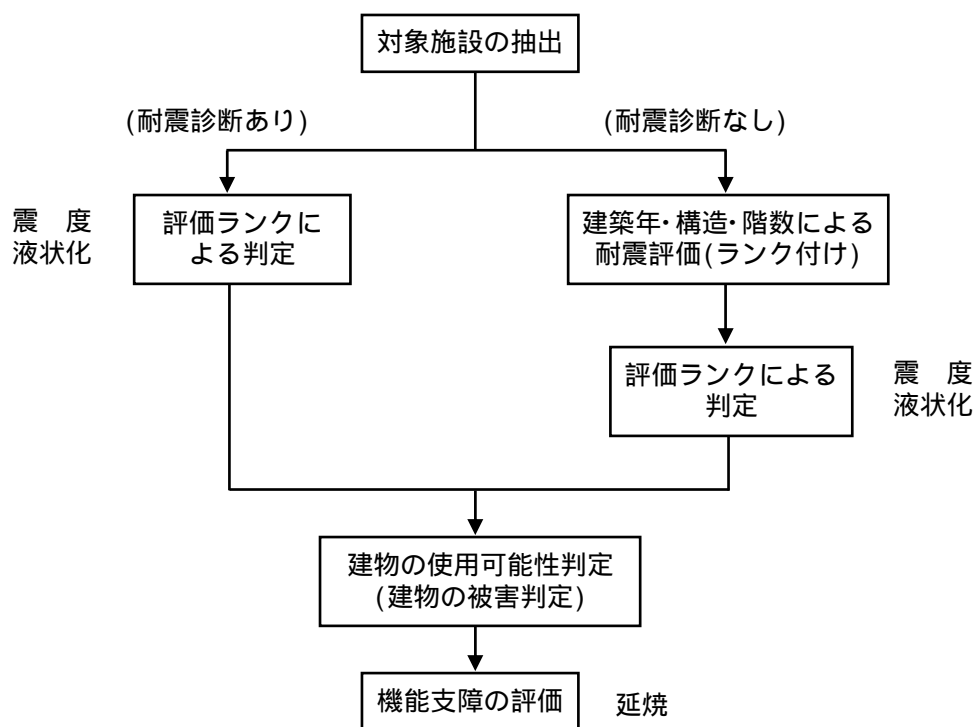 対象施設の抽出
(耐震診断あり)
(耐震診断なし)
震　度
液状化
評価ランクに
よる判定
建築年・構造・階数による
耐震評価(ランク付け)
評価ランクによる
判定
震　度
液状化
建物の使用可能性判定
(建物の被害判定)
機能支障の評価
延焼